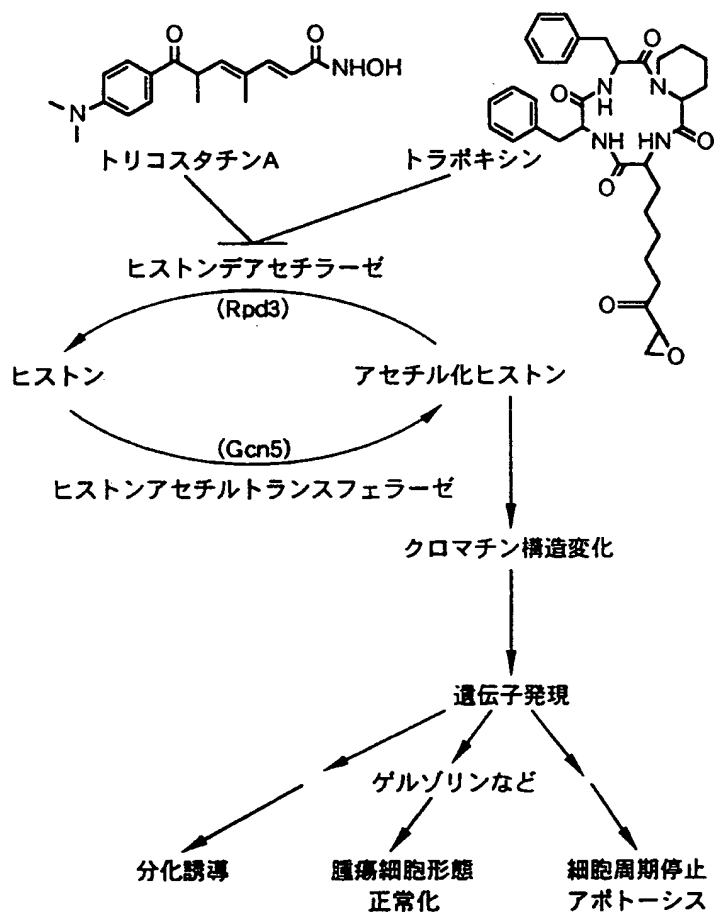 O
O
NHOH
N
トリコスタチンA
O
O
N
H
N
O
NH
HN
O
O
O
O
トラポキシン
ヒストンデアセチラーゼ
(Rpd3)
ヒストン
アセチル化ヒストン
(Gcn5)
ヒストンアセチルトランスフェラーゼ
クロマチン構造変化
遺伝子発現
ゲルゾリンなど
分化誘導
腫瘍細胞形態
正常化
細胞周期停止
アポトーシス